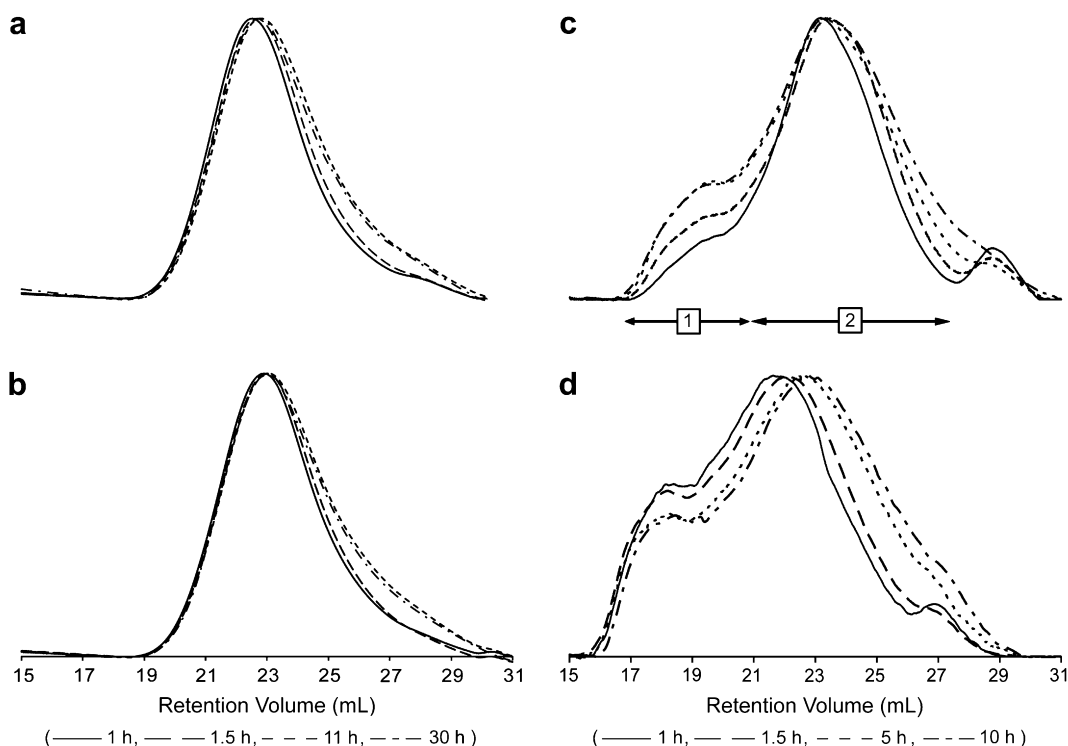 a
c
1
2
b
d
15 17 19 21 23 25 27 29 31
15 17 19 21 23 25 27 29 31
Retention Volume (mL)
Retention Volume (mL)
( 1 h, 1.5 h, 11 h, 30 h )
( 1 h, 1.5 h, 5 h, 10 h )